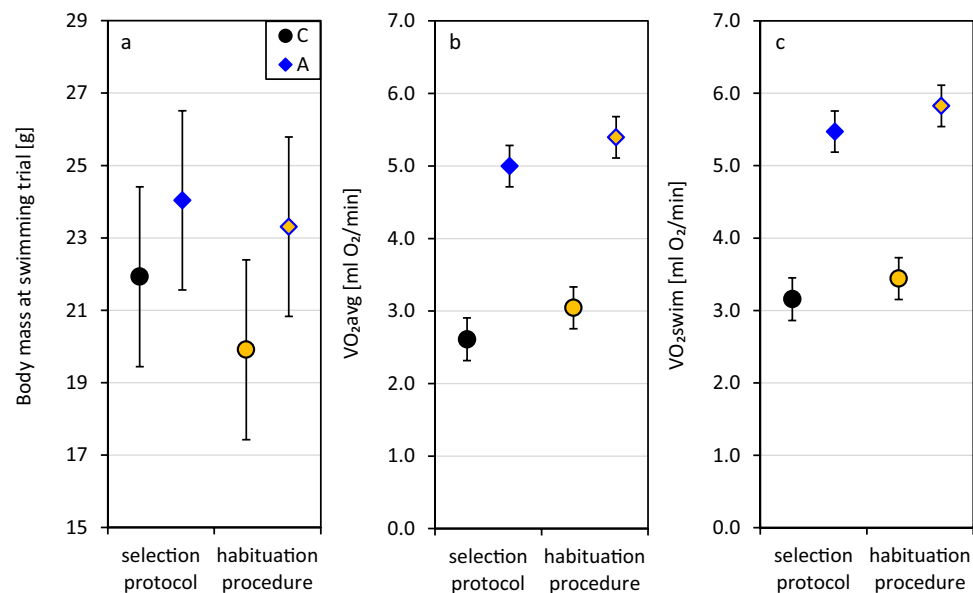 Body mass at swimming trial [g]
29
27
25
23
21
19
17
15
a
C
A
selection
protocol
habituation
procedure
VO₂avg [ml O₂/min]
7.0
6.0
5.0
4.0
3.0
2.0
1.0
0.0
b
selection
protocol
habituation
procedure
VO₂swim [ml O₂/min]
7.0
6.0
5.0
4.0
3.0
2.0
1.0
0.0
c
selection
protocol
habituation
procedure